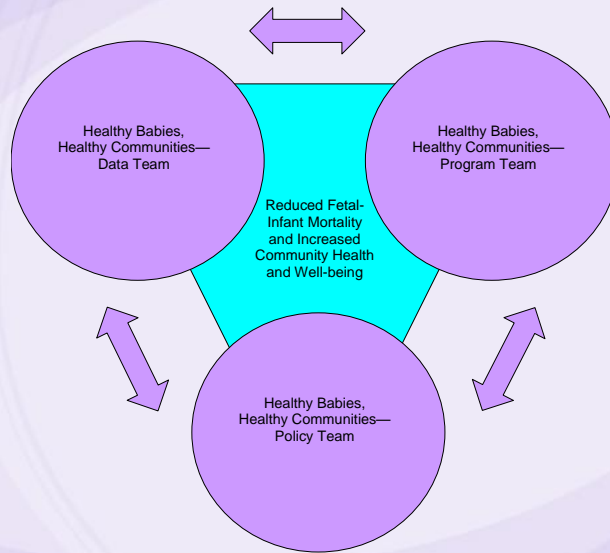 Healthy Babies,
Healthy Communities—
Data Team
Healthy Babies,
Healthy Communities—
Program Team
Reduced Fetal-
Infant Mortality
and Increased
Community Health
and Well-being
Healthy Babies,
Healthy Communities—
Policy Team